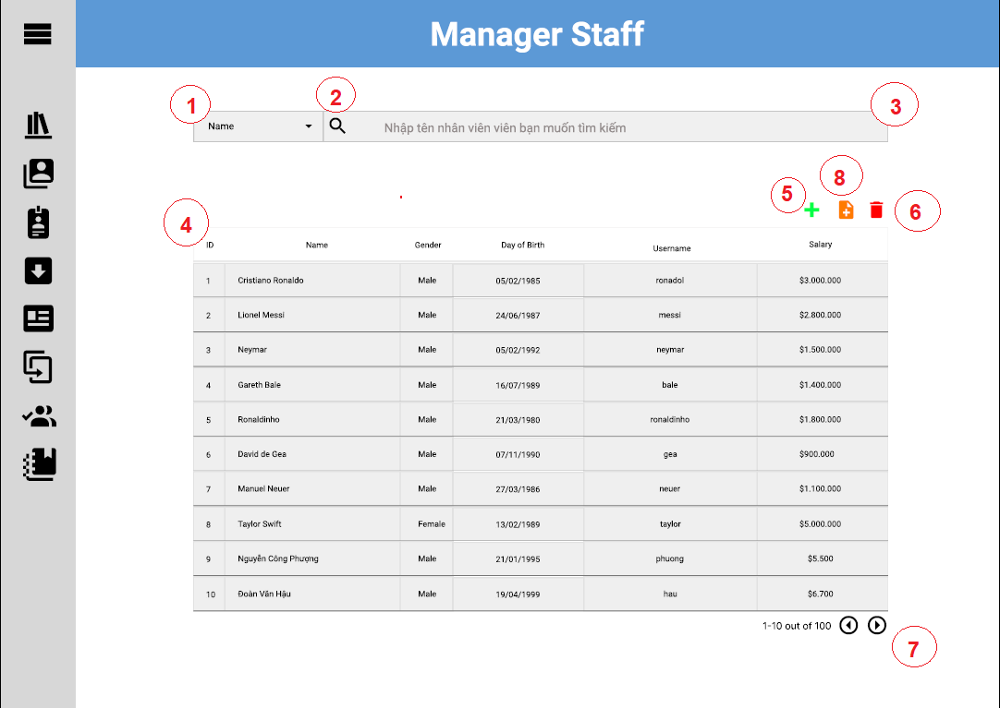 Manager Staff
1
2
3
Name
Nhập tên nhân viên viên bạn muốn tìm kiếm
5
8
6
4
ID Name Gender Day of Birth Username Salary
1 Cristiano Ronaldo Male 05/02/1985 ronadol $3.000.000
2 Lionel Messi Male 24/06/1987 messi $2.800.000
3 Neymar Male 05/02/1992 neymar $1.500.000
4 Gareth Bale Male 16/07/1989 bale $1.400.000
5 Ronaldinho Male 21/03/1980 ronaldinho $1.800.000
6 David de Gea Male 07/11/1990 gea $900.000
7 Manuel Neuer Male 27/03/1986 neuer $1.100.000
8 Taylor Swift Female 13/02/1989 taylor $5.000.000
9 Nguyễn Công Phượng Male 21/01/1995 phuong $5.500
10 Đoàn Văn Hậu Male 19/04/1999 hau $6.700
1-10 out of 100
7